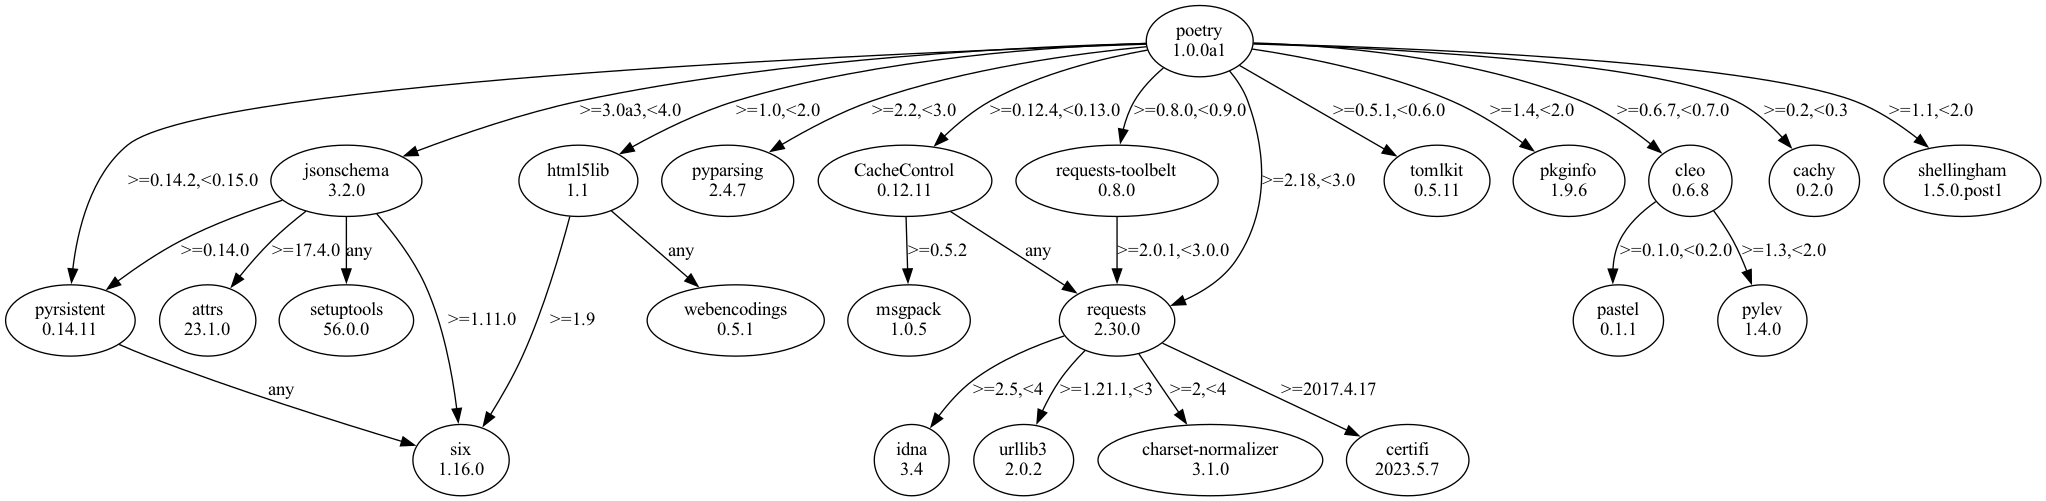 poetry
1.0.0a1
>=3.0a3,<4.0
>=1.0,<2.0
>=2.2,<3.0
>=0.12.4,<0.13.0
>=0.8.0,<0.9.0
>=0.5.1,<0.6.0
>=1.4,<2.0
>=0.6.7,<0.7.0
>=0.2,<0.3
>=1.1,<2.0
>=0.14.2,<0.15.0
jsonschema
3.2.0
html5lib
1.1
pyparsing
2.4.7
CacheControl
0.12.11
requests-toolbelt
0.8.0
>=2.18,<3.0
tomlkit
0.5.11
pkginfo
1.9.6
cleo
0.6.8
cachy
0.2.0
shellingham
1.5.0.post1
>=0.14.0
>=17.4.0
any
any
>=0.5.2
any
>=2.0.1,<3.0.0
>=0.1.0,<0.2.0
>=1.3,<2.0
pyrsistent
0.14.11
attrs
23.1.0
setuptools
56.0.0
>=1.11.0
>=1.9
webencodings
0.5.1
msgpack
1.0.5
requests
2.30.0
pastel
0.1.1
pylev
1.4.0
any
>=2.5,<4
>=1.21.1,<3
>=2,<4
>=2017.4.17
six
1.16.0
idna
3.4
urllib3
2.0.2
charset-normalizer
3.1.0
certifi
2023.5.7